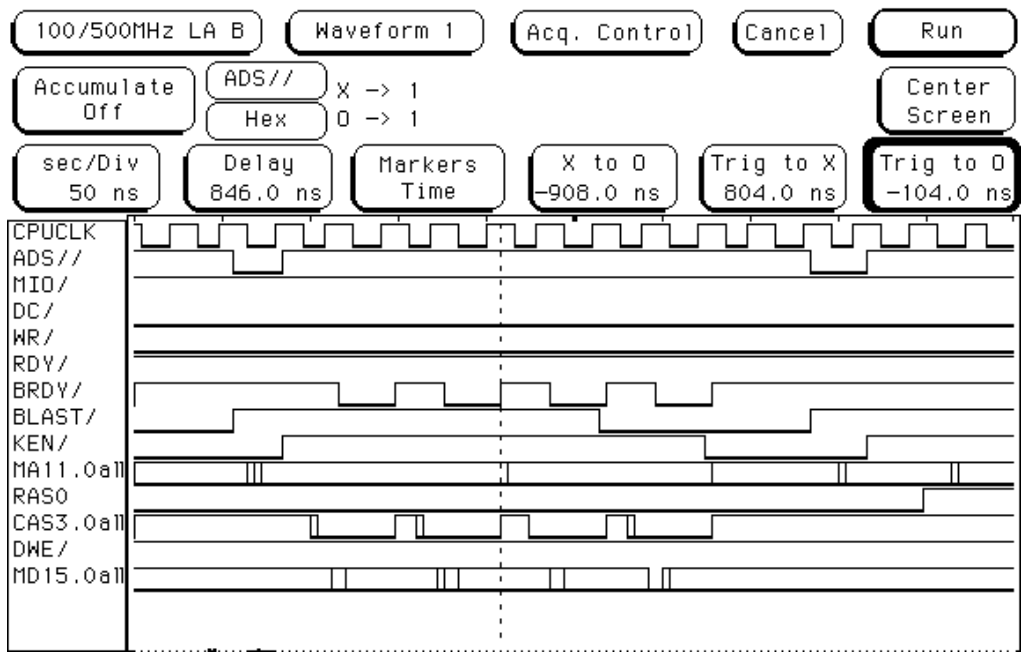 100/500MHz LA B Waveform 1 Acq. Control Cancel Run
Accumulate Off
ADS// X -> 1
Hex O -> 1
Center Screen
sec/Div 50 ns
Delay 846.0 ns
Markers Time
X to O -908.0 ns
Trig to X 804.0 ns
Trig to O -104.0 ns
CPUCLK
ADS//
MIO/
DC/
WR/
RDY/
BRDY/
BLAST/
KEN/
MA11.0all
RAS0
CAS3.0all
DWE/
MD15.0all